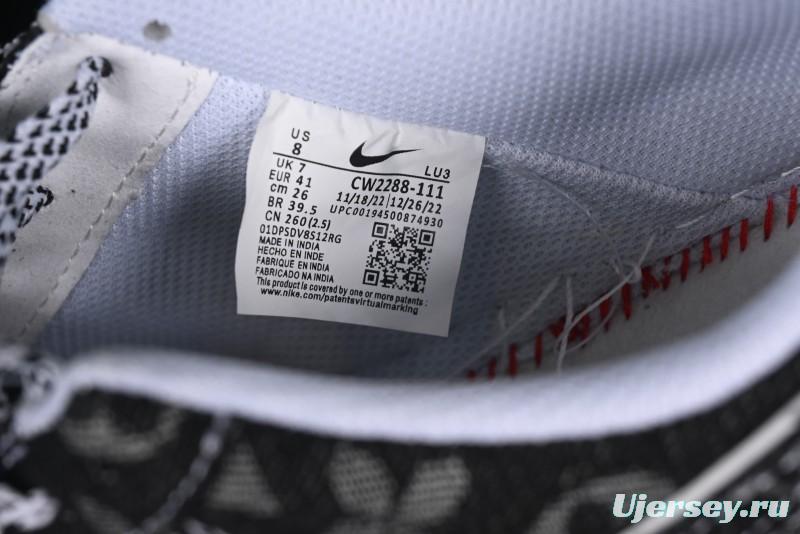 US
8
UK 7
EUR 41
cm 26
BR 39.5
CN 260 (2.5)
LU3
CW2288-111
11/18/22 | 12/26/22
UPC00194500874930
01DPSDV8S12RG
MADE IN INDIA
HECHO EN INDE
FABRIQUE EN INDIA
FABRICADO NA INDIA
This product is covered by one or more patents :
www.nike.com/patentsvirtualmarking
Ujersey.ru